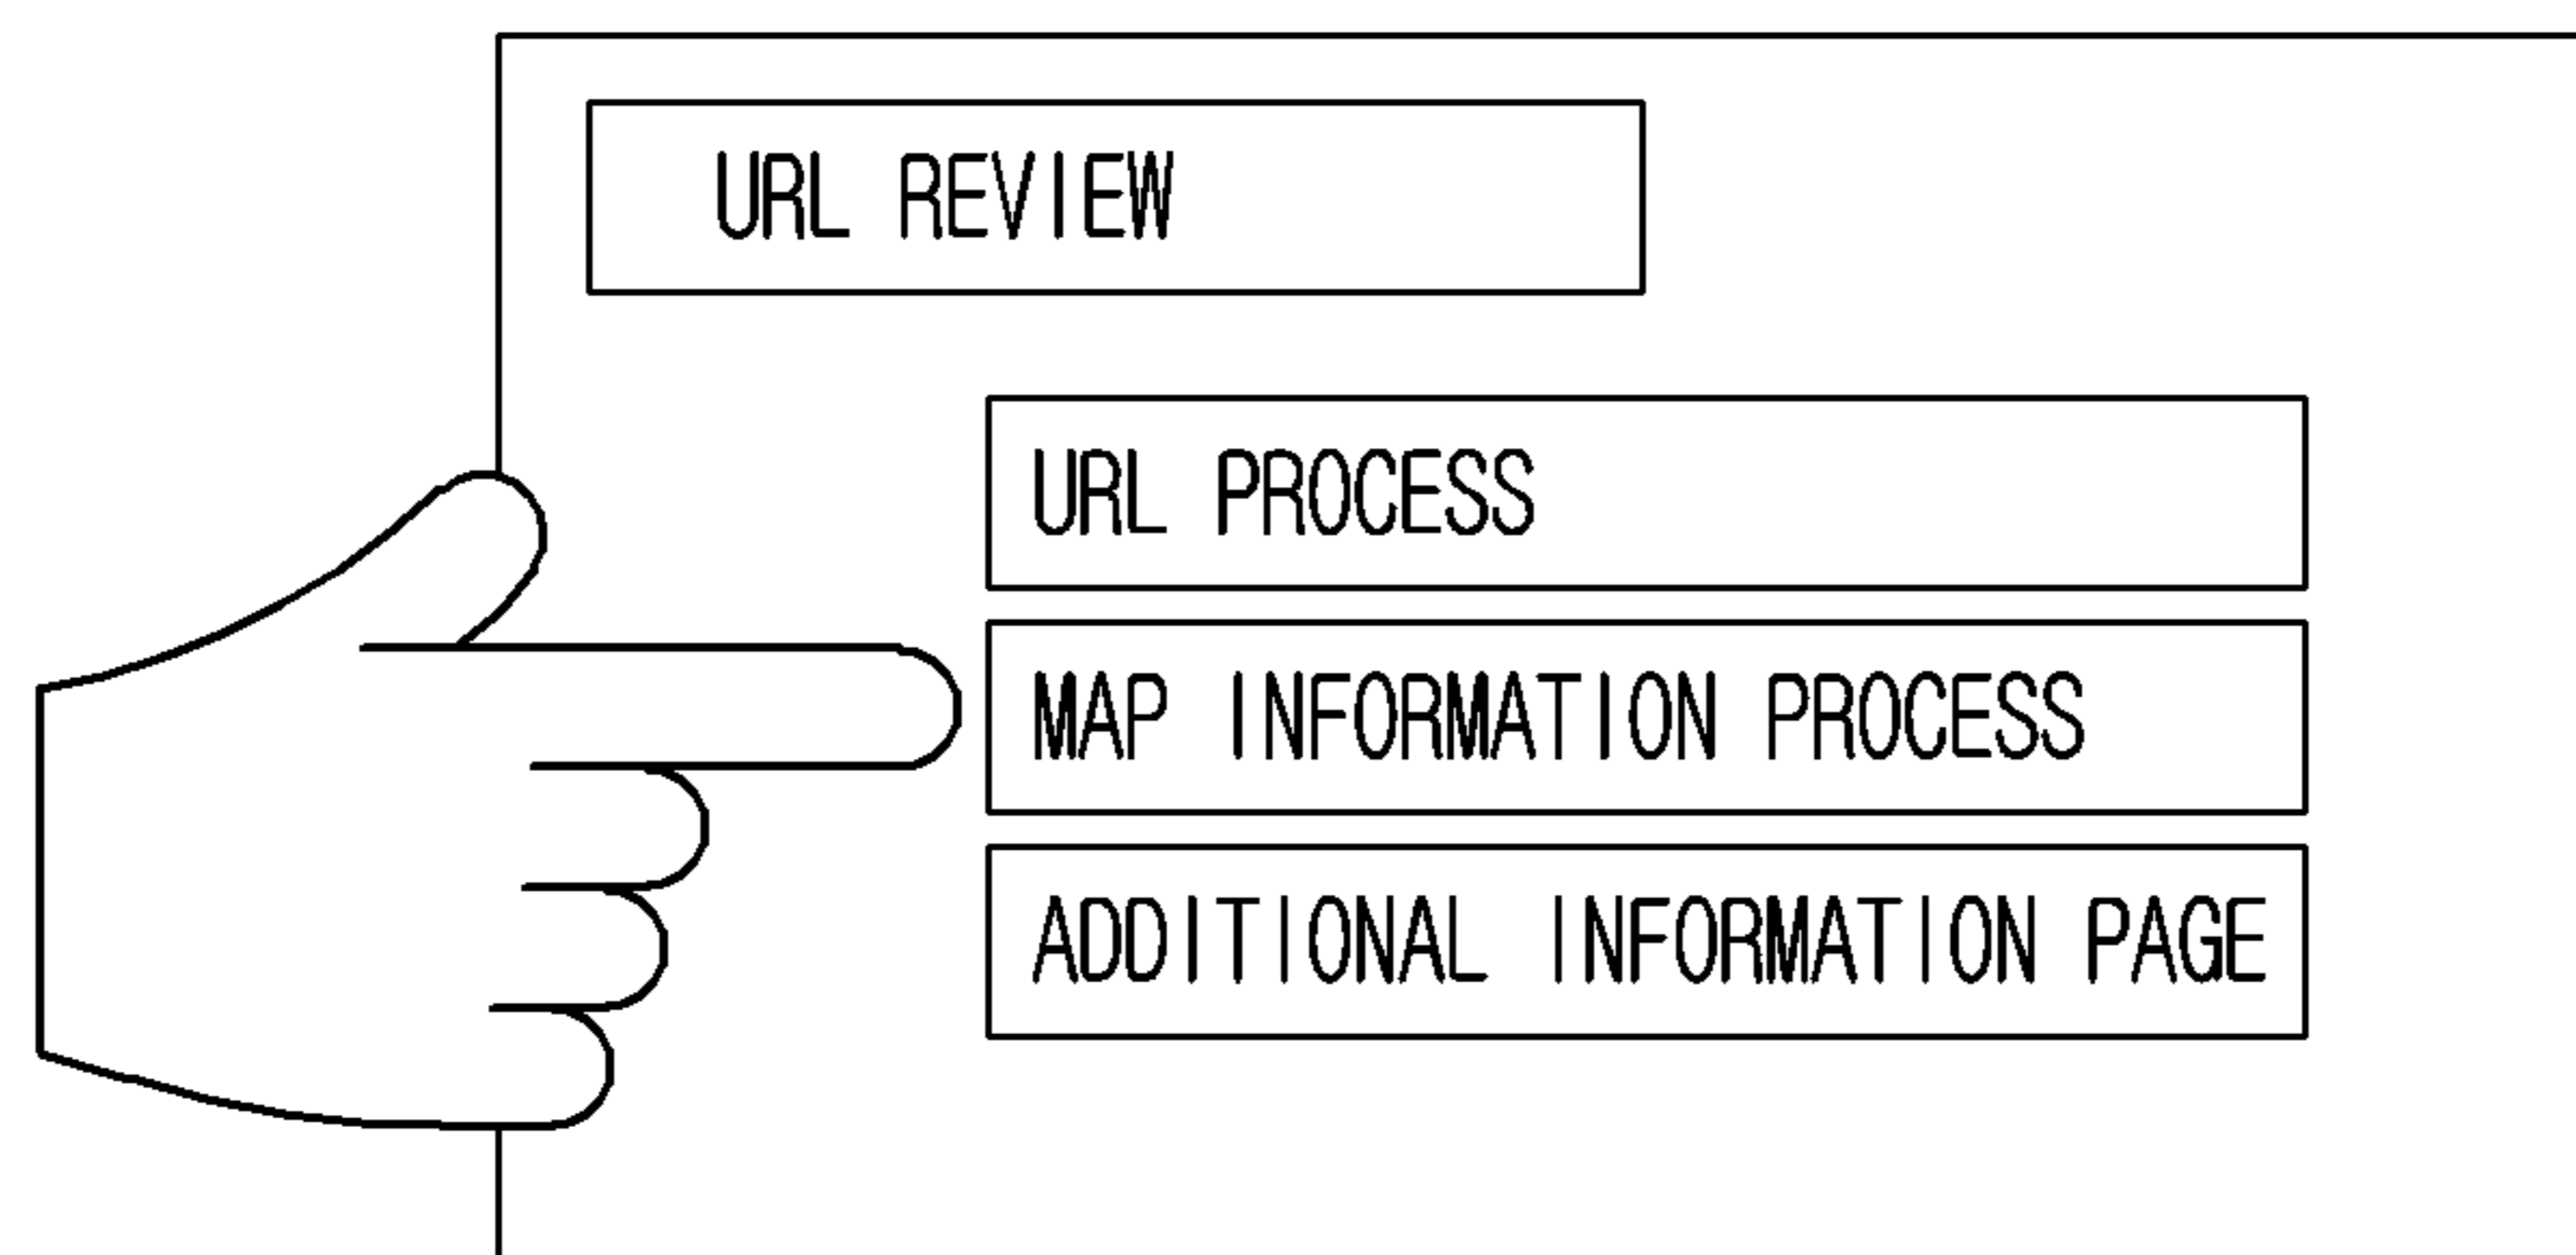 URL REVIEW
URL PROCESS
MAP INFORMATION PROCESS
ADDITIONAL INFORMATION PAGE